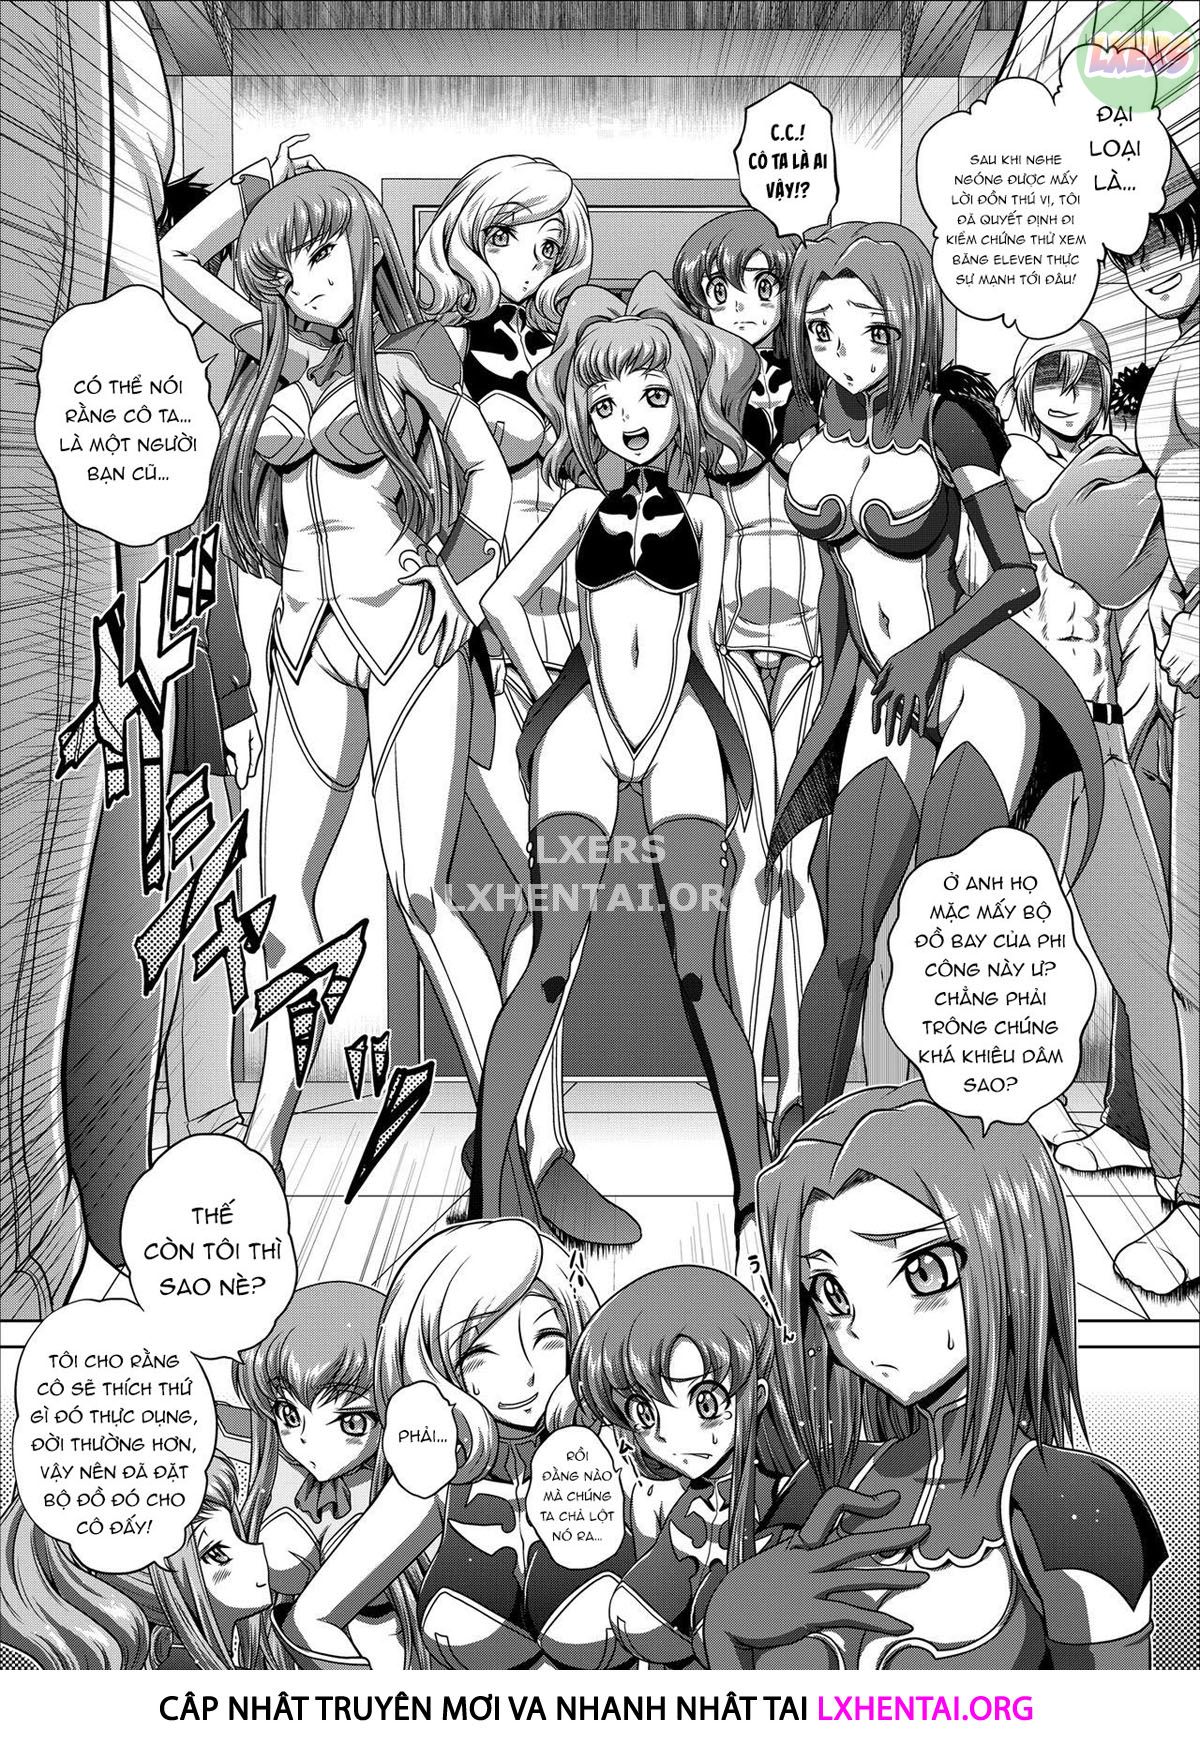 LXERS
ĐẠI
LOẠI
LÀ...
SAU KHI NGHE
NGÓNG ĐƯỢC MẤY
LỜI ĐỒN THÚ VỊ, TÔI
ĐÃ QUYẾT ĐỊNH ĐI
KIỂM CHỨNG THỬ XEM
BĂNG ELEVEN THỰC
SỰ MẠNH TỚI ĐÂU!
C.C.!
CÔ TA LÀ AI
VẬY!?
CÓ THỂ NÓI
RẰNG CÔ TA...
LÀ MỘT NGƯỜI
BẠN CŨ...
LXERS
LXHENTAI.OR
Ở ANH HỌ
MẶC MẤY BỘ
ĐỒ BAY CỦA PHI
CÔNG NÀY Ư?
CHẲNG PHẢI
TRÔNG CHÚNG
KHÁ KHIÊU DÂM
SAO?
THẾ
CÒN TÔI THÌ
SAO NÈ?
TÔI CHO RẰNG
CÔ SẼ THÍCH THỨ
GÌ ĐÓ THỰC DỤNG,
ĐỜI THƯỜNG HƠN,
VẬY NÊN ĐÃ ĐẶT
BỘ ĐỒ ĐÓ CHO
CÔ ĐẤY!
PHẢI...
RỒI
ĐẰNG NÀO
MÀ CHÚNG
TA CHẢ LỘT
NÓ RA...
CẬP NHẬT TRUYỆN MỚI VÀ NHANH NHẤT TẠI LXHENTAI.ORG